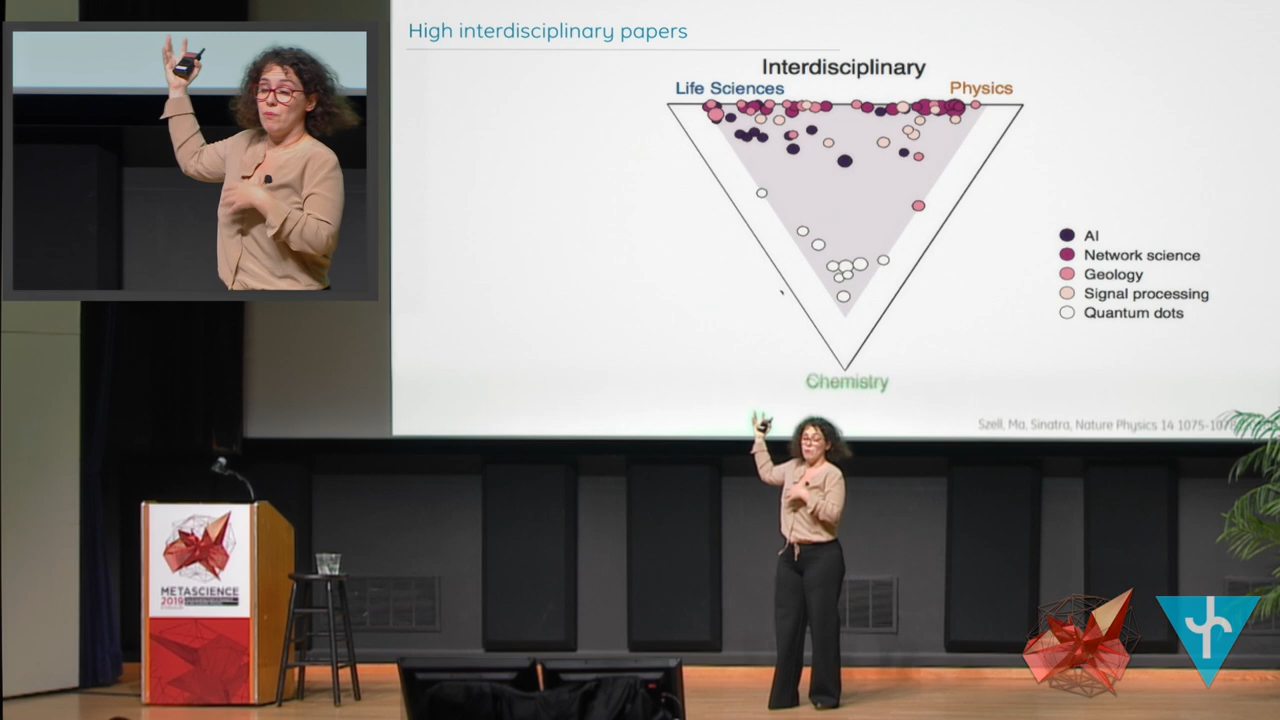 High interdisciplinary papers
Interdisciplinary
Life Sciences
Physics
AI
Network science
Geology
Signal processing
Quantum dots
Chemistry
Szell, Ma, Sinatra, Nature Physics 14 1075-
METASCIENCE
2019